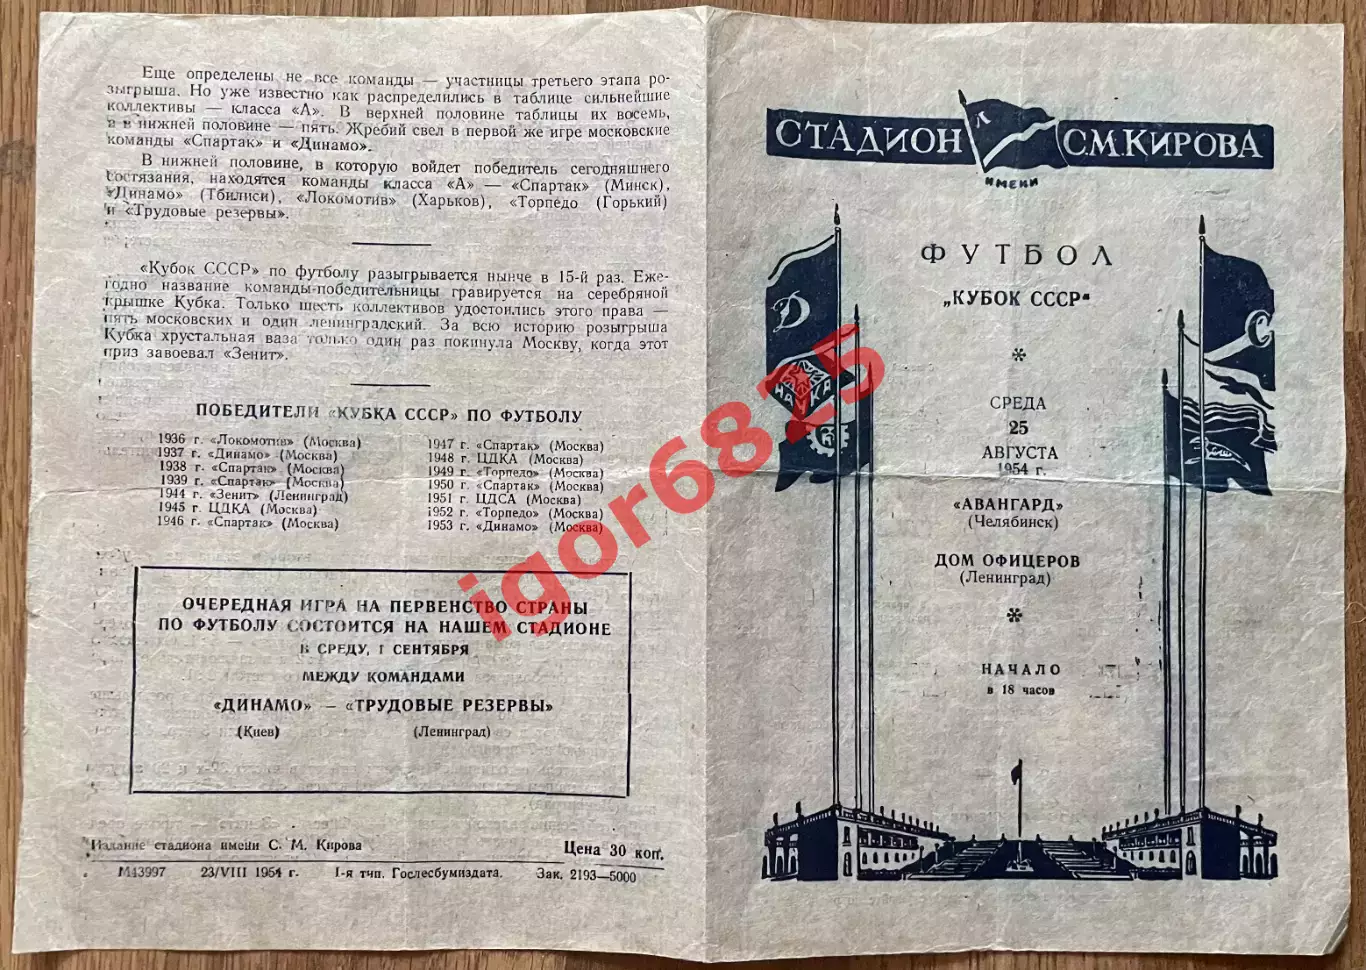 Еще определены не все команды — участницы третьего этапа ро-
зыгрыша. Но уже известно как распределились в таблице сильнейшие
коллективы — класса «А». В верхней половине таблицы их восемь,
а в нижней половине — пять. Жребий свел в первой же игре московские
команды «Спартак» и «Динамо».
В нижней половине, в которую войдет победитель сегодняшнего
состязания, находятся команды класса «А» — «Спартак» (Минск),
«Динамо» (Тбилиси), «Локомотив» (Харьков), "Торпедо (Горький)
и «Трудовые резервы».
«Кубок СССР» по футболу разыгрывается нынче в 15-й раз. Еже-
годно название команды-победительницы гравируется на серебряной
крышке Кубка. Только шесть коллективов удостоились этого права —
пять московских и один ленинградский. За всю историю розыгрыша
Кубка хрустальная ваза только один раз покинула Москву, когда этот
приз завоевал «Зенит».
ПОБЕДИТЕЛИ «КУБКА СССР» ПО ФУТБОЛУ
1936 г. «Локомотив» (Москва)
1937 г. «Динамо» (Москва)
1938 г. «Спартак» (Москва)
1939 г. «Спартак» (Москва)
1944 г. «Зенит» (Ленинград)
1945 г. ЦДКА (Москва)
1946 г. «Спартак» (Москва)
1947 г. «Спартак» (Москва)
1948 г. ЦДКА (Москва)
1949 г. «Торпедо» (Москва)
1950 г. «Спартак» (Москва)
1951 г. ЦДСА (Москва)
1952 г. «Торпедо» (Москва)
1953 г. «Динамо» (Москва)
ОЧЕРЕДНАЯ ИГРА НА ПЕРВЕНСТВО СТРАНЫ
ПО ФУТБОЛУ СОСТОИТСЯ НА НАШЕМ СТАДИОНЕ
В СРЕДУ, 1 СЕНТЯБРЯ
МЕЖДУ КОМАНДАМИ
«ДИНАМО» — «ТРУДОВЫЕ РЕЗЕРВЫ»
(Киев) (Ленинград)
Издание стадиона имени С. М. Кирова Цена 30 коп.
М43997 23/VIII 1954 г. 1-я тип. Гослесбумиздата. Зак. 2193—5000
СТАДИОН Л С.М.КИРОВА
ИМЕНИ
ФУТБОЛ
„КУБОК СССР"
СРЕДА
25
АВГУСТА
1954 г.
«АВАНГАРД»
(Челябинск)
ДОМ ОФИЦЕРОВ
(Ленинград)
НАЧАЛО
в 18 часов
Д
НАУКА
С
igor6825